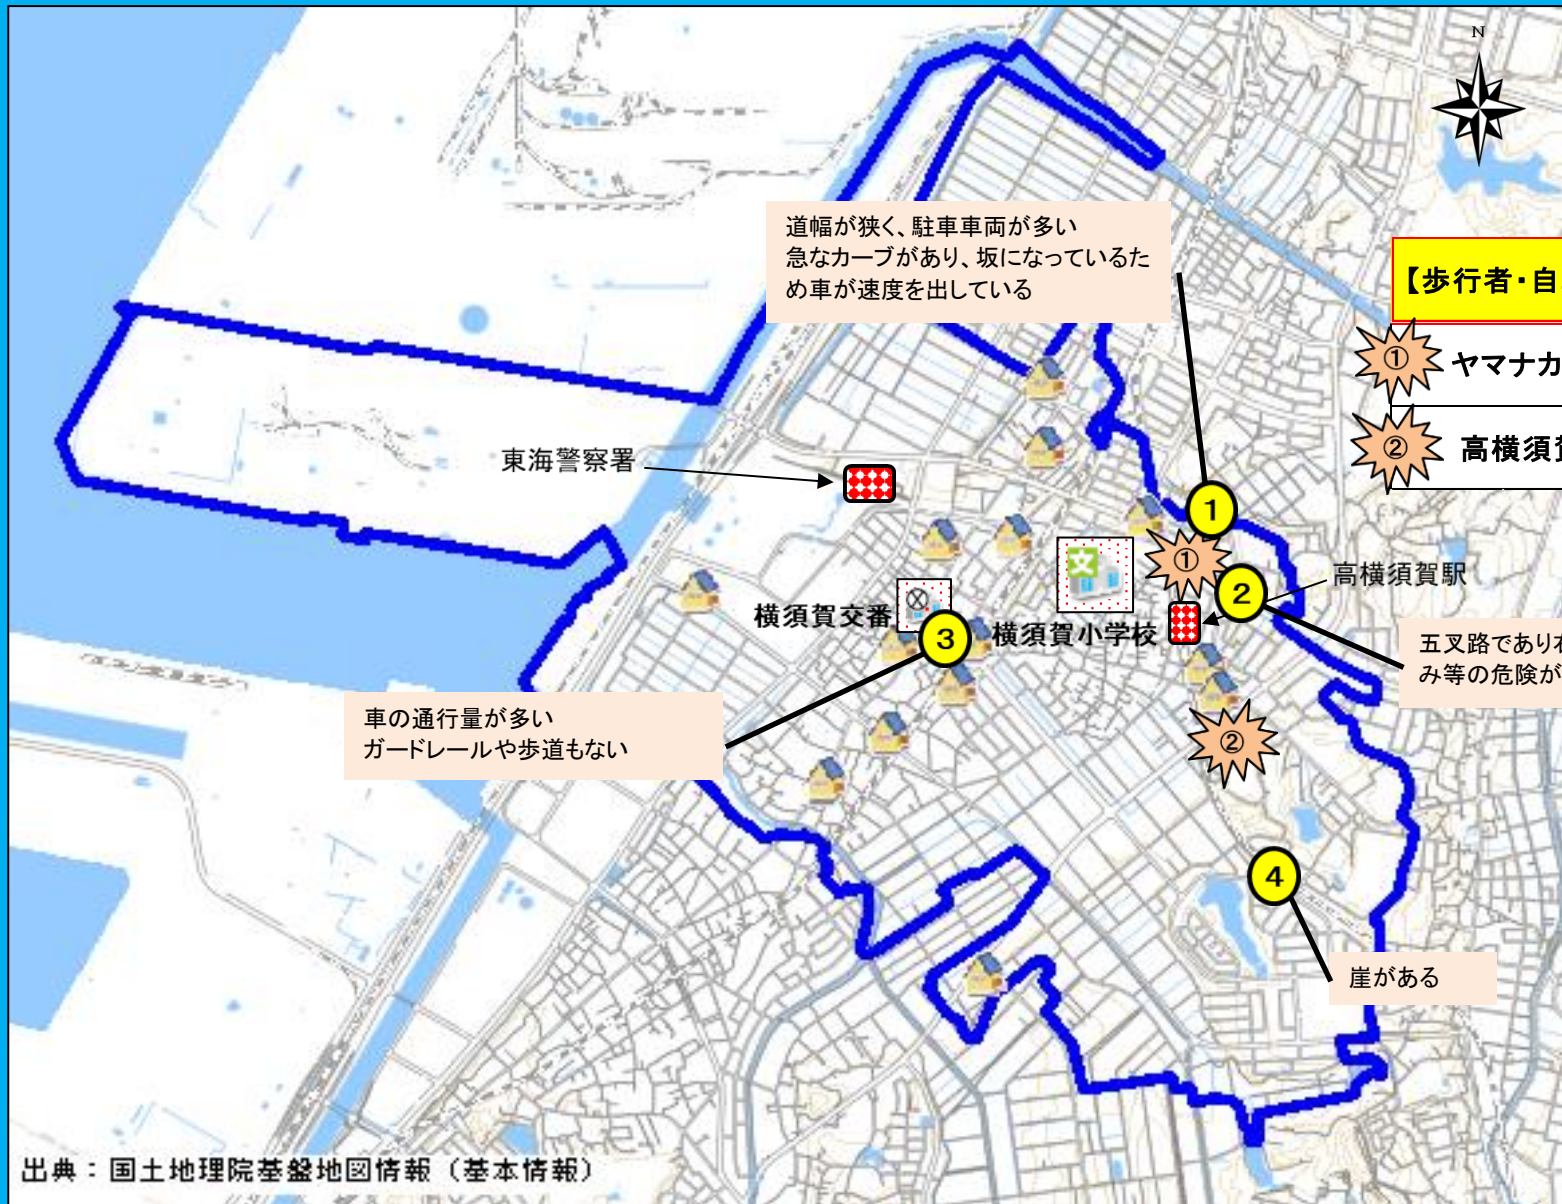 N
道幅が狭く、駐車車両が多い
急なカーブがあり、坂になっているた
め車が速度を出している
【歩行者・自
① ヤマナカ
② 高横須賀
東海警察署
1
①
2
高横須賀駅
横須賀交番
文
横須賀小学校
3
五叉路であり
み等の危険が
車の通行量が多い
ガードレールや歩道もない
②
4
崖がある
出典：国土地理院基盤地図情報（基本情報）